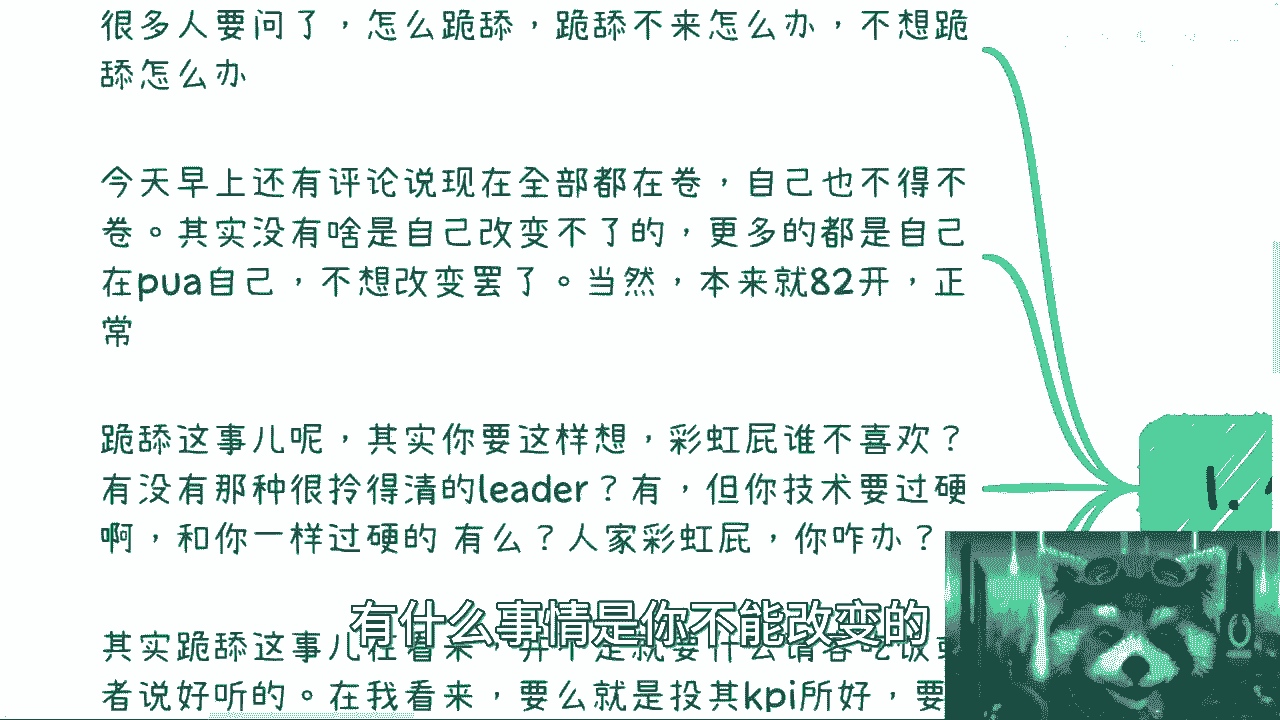 很多人要问了，怎么跪舔，跪舔不来怎么办，不想跪
舔怎么办
今天早上还有评论说现在全部都在卷，自己也不得不
卷。其实没有啥是自己改变不了的，更多的都是自己
在pua自己，不想改变罢了。当然，本来就82开，正
常
跪舔这事儿呢，其实你要这样想，彩虹屁谁不喜欢？
有没有那种很拎得清的leader？有，但你技术要过硬
啊，和你一样过硬的 有么？人家彩虹屁，你咋办？
1.
有什么事情是你不能改变的
其实跪舔这事儿在看来，并不是就要什么请客吃饭或
者说好听的。在我看来，要么就是投其kpi所好，要